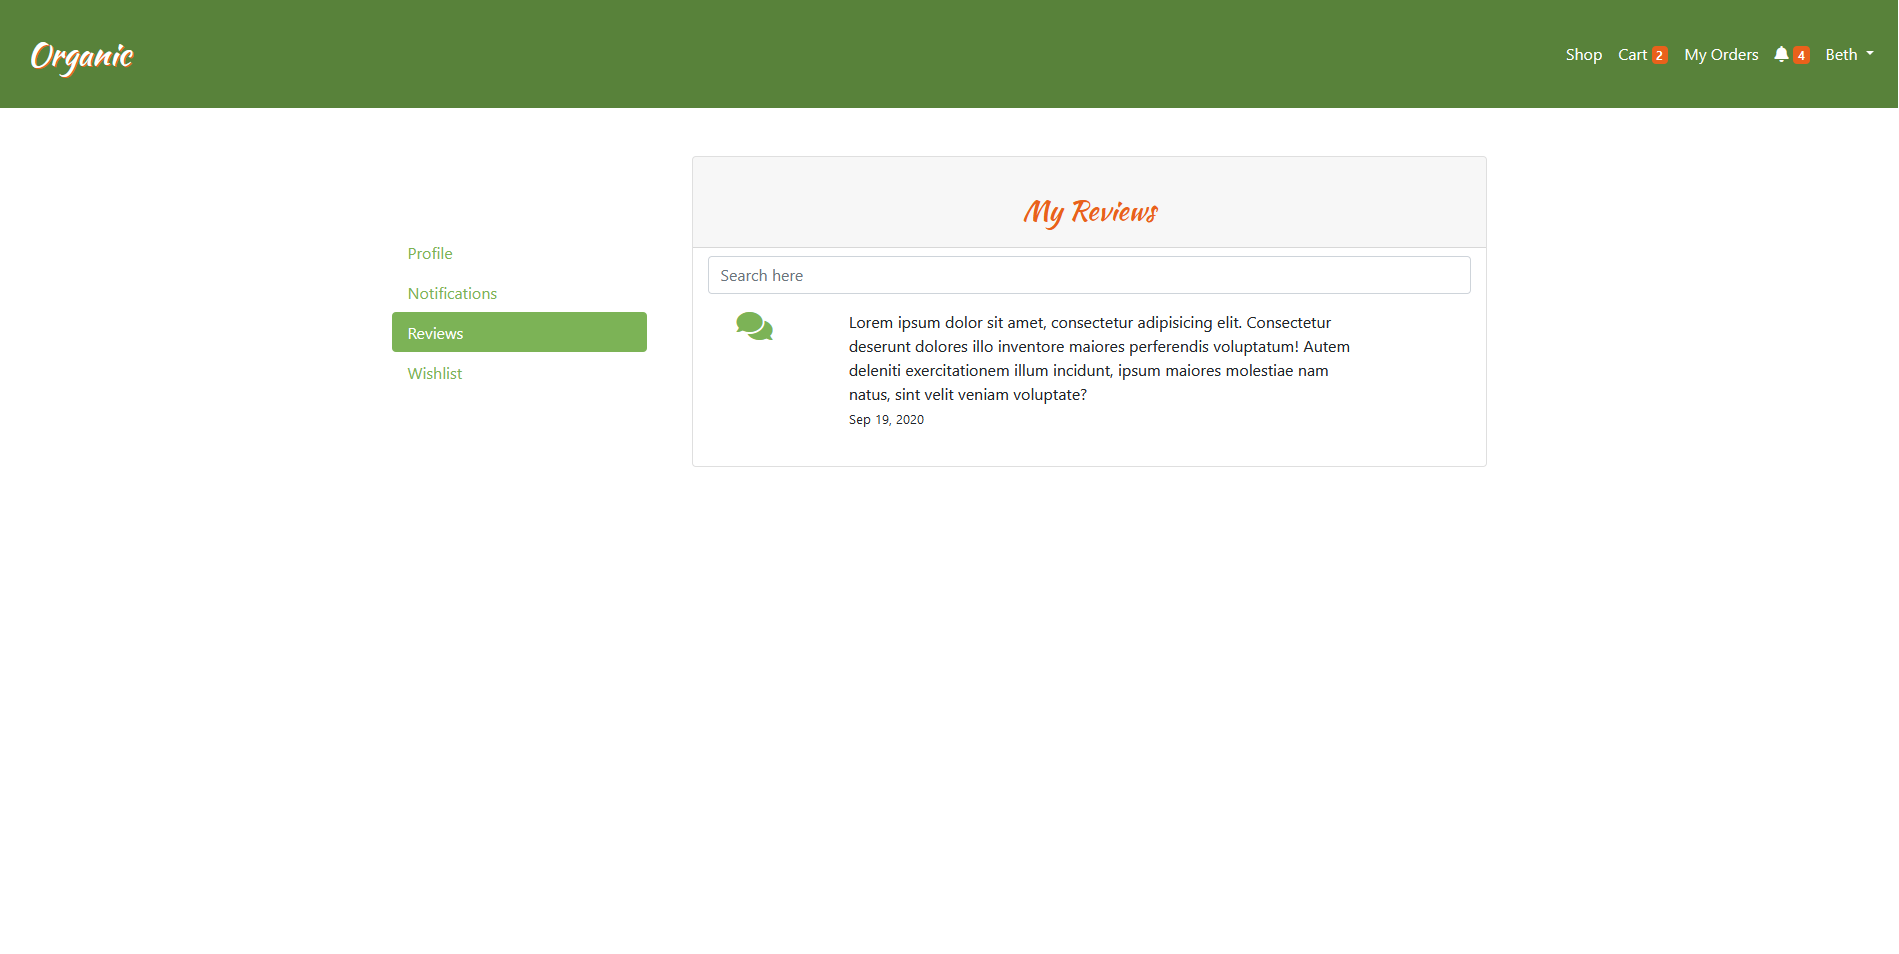 Organic
Shop Cart 2 My Orders 4 Beth
My Reviews
Profile
Notifications
Reviews
Wishlist
Search here
Lorem ipsum dolor sit amet, consectetur adipisicing elit. Consectetur
deserunt dolores illo inventore maiores perferendis voluptatum! Autem
deleniti exercitationem illum incidunt, ipsum maiores molestiae nam
natus, sint velit veniam voluptate?
Sep 19, 2020